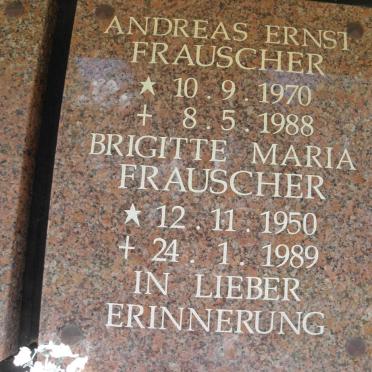 ANDREAS ERNST
FRAUSCHER
★ 10.9.1970
† 8.5.1988
BRIGITTE MARIA
FRAUSCHER
★ 12.11.1950
† 24.1.1989
IN LIEBER
ERINNERUNG